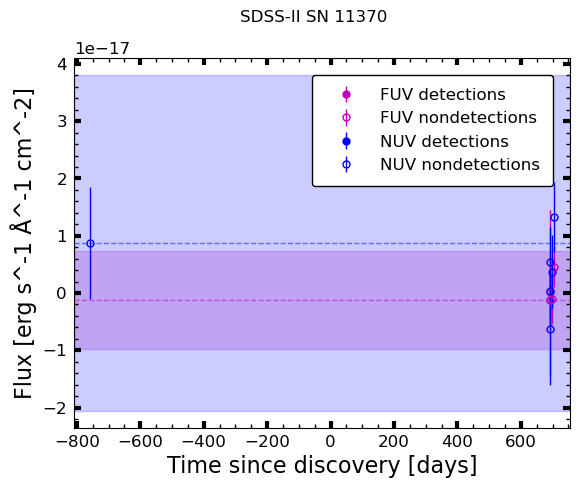 SDSS-II SN 11370
1e−17
4
3
2
1
0
−1
−2
Flux [erg s^-1 Å^-1 cm^-2]
FUV detections
FUV nondetections
NUV detections
NUV nondetections
−800 −600 −400 −200 0 200 400 600
Time since discovery [days]